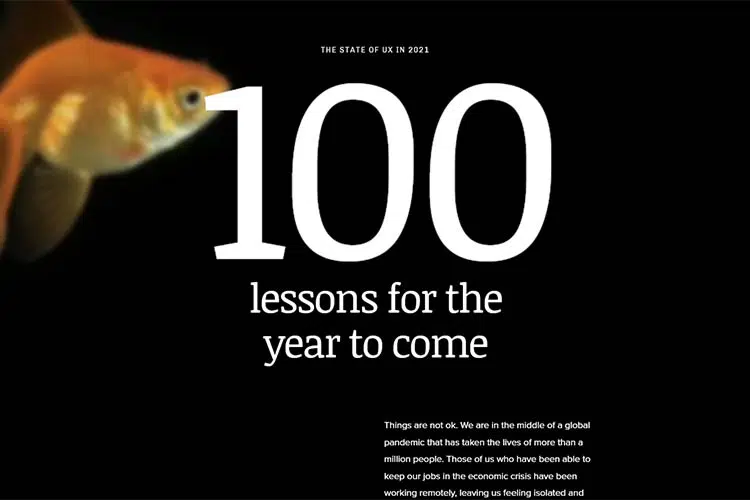 THE STATE OF UX IN 2021
100
lessons for the
year to come
Things are not ok. We are in the middle of a global
pandemic that has taken the lives of more than a
million people. Those of us who have been able to
keep our jobs in the economic crisis have been
working remotely, leaving us feeling isolated and